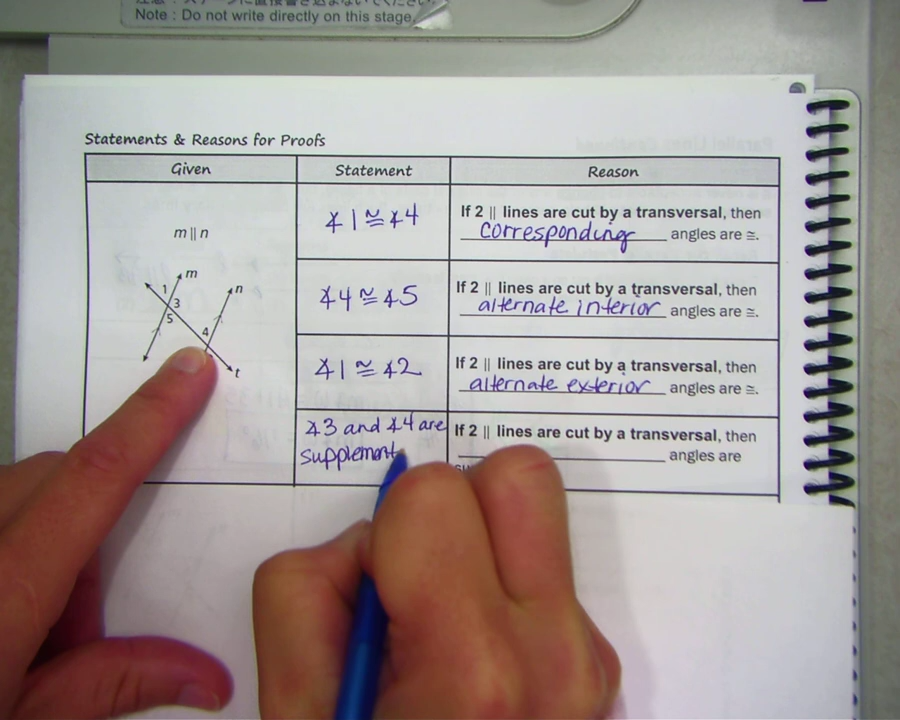 Note : Do not write directly on this stage.
Statements & Reasons for Proofs
Given Statement Reason
m || n
m
n
1
3
5
4
t
∡1 ≅ ∡4
If 2 || lines are cut by a transversal, then
corresponding angles are ≅.
∡4 ≅ ∡5
If 2 || lines are cut by a transversal, then
alternate interior angles are ≅.
∡1 ≅ ∡2
If 2 || lines are cut by a transversal, then
alternate exterior angles are ≅.
∡3 and ∡4 are
supplement
If 2 || lines are cut by a transversal, then
angles are